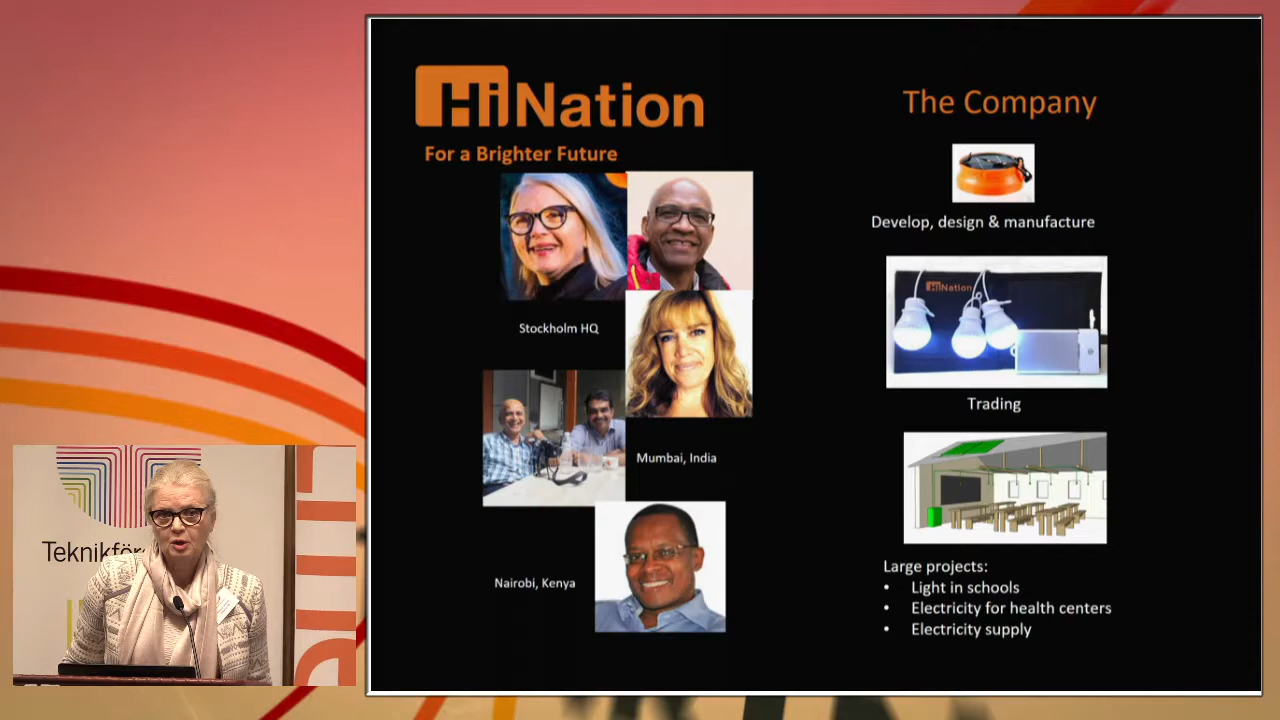 HiNation
For a Brighter Future
The Company
Develop, design & manufacture
HiNation
Stockholm HQ
Trading
Mumbai, India
Nairobi, Kenya
Large projects:
• Light in schools
• Electricity for health centers
• Electricity supply